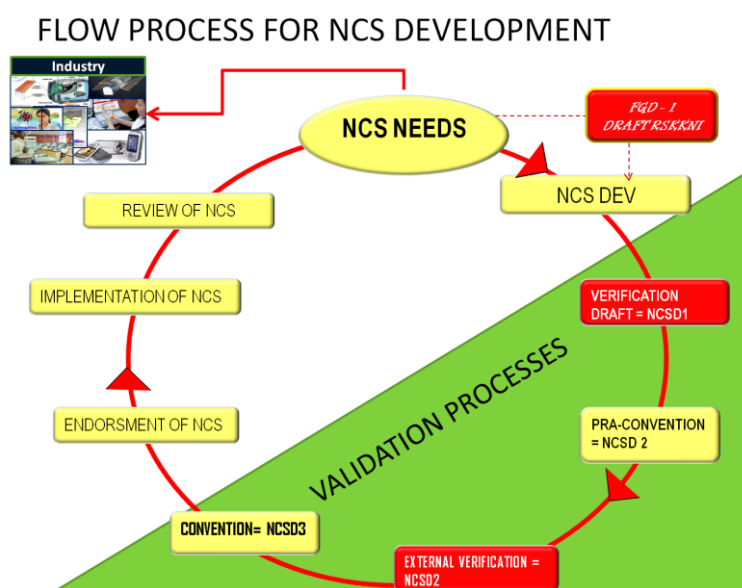 FLOW PROCESS FOR NCS DEVELOPMENT
Industry
NCS NEEDS
FGD - 1
DRAFT RSKKNI
NCS DEV
VERIFICATION
DRAFT = NCSD1
PRA-CONVENTION
= NCSD 2
EXTERNAL VERIFICATION =
NCSD2
CONVENTION= NCSD3
ENDORSMENT OF NCS
IMPLEMENTATION OF NCS
REVIEW OF NCS
VALIDATION PROCESSES